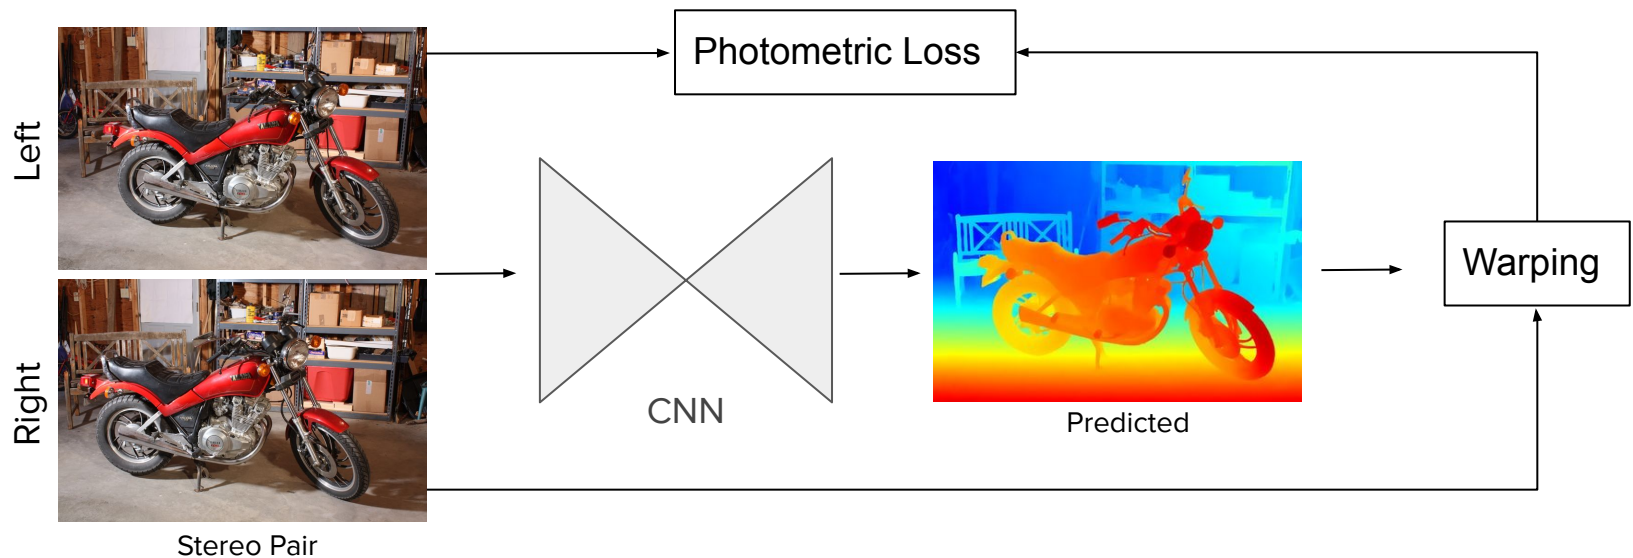 Left
Right
Stereo Pair
Photometric Loss
CNN
Predicted
Warping